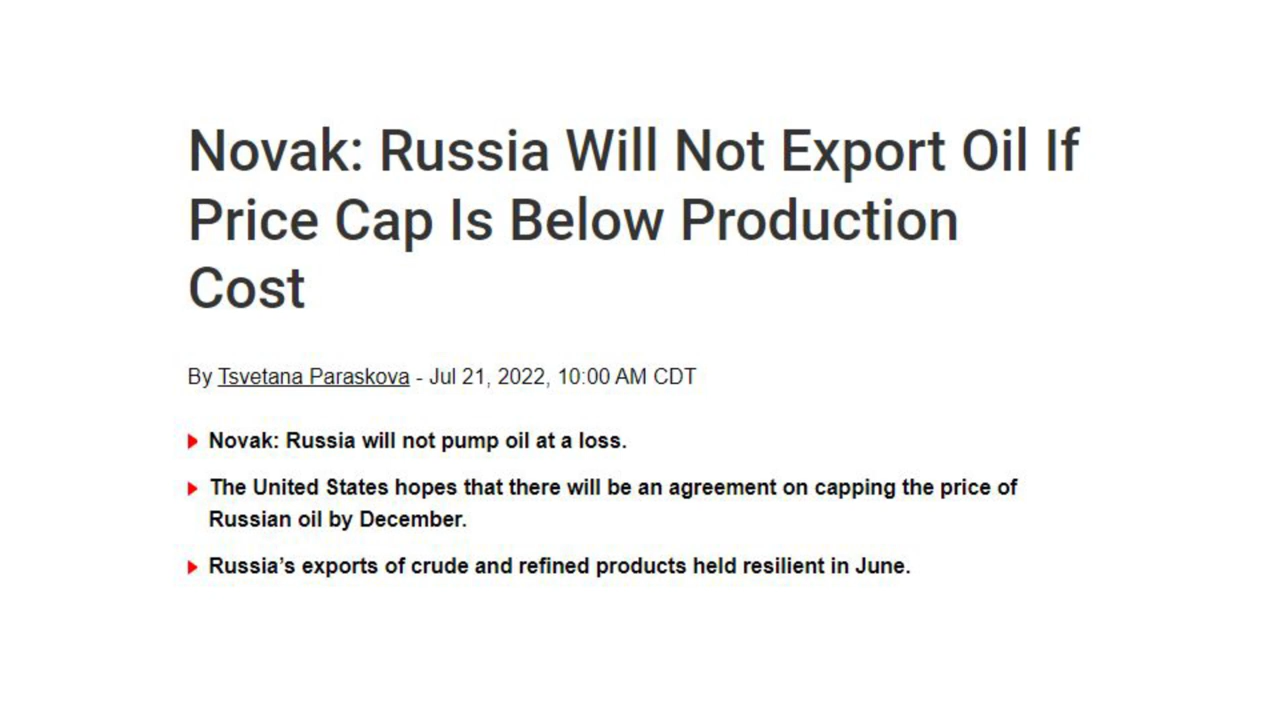 Novak: Russia Will Not Export Oil If
Price Cap Is Below Production
Cost
By Tsvetana Paraskova - Jul 21, 2022, 10:00 AM CDT
Novak: Russia will not pump oil at a loss.
The United States hopes that there will be an agreement on capping the price of
Russian oil by December.
Russia’s exports of crude and refined products held resilient in June.